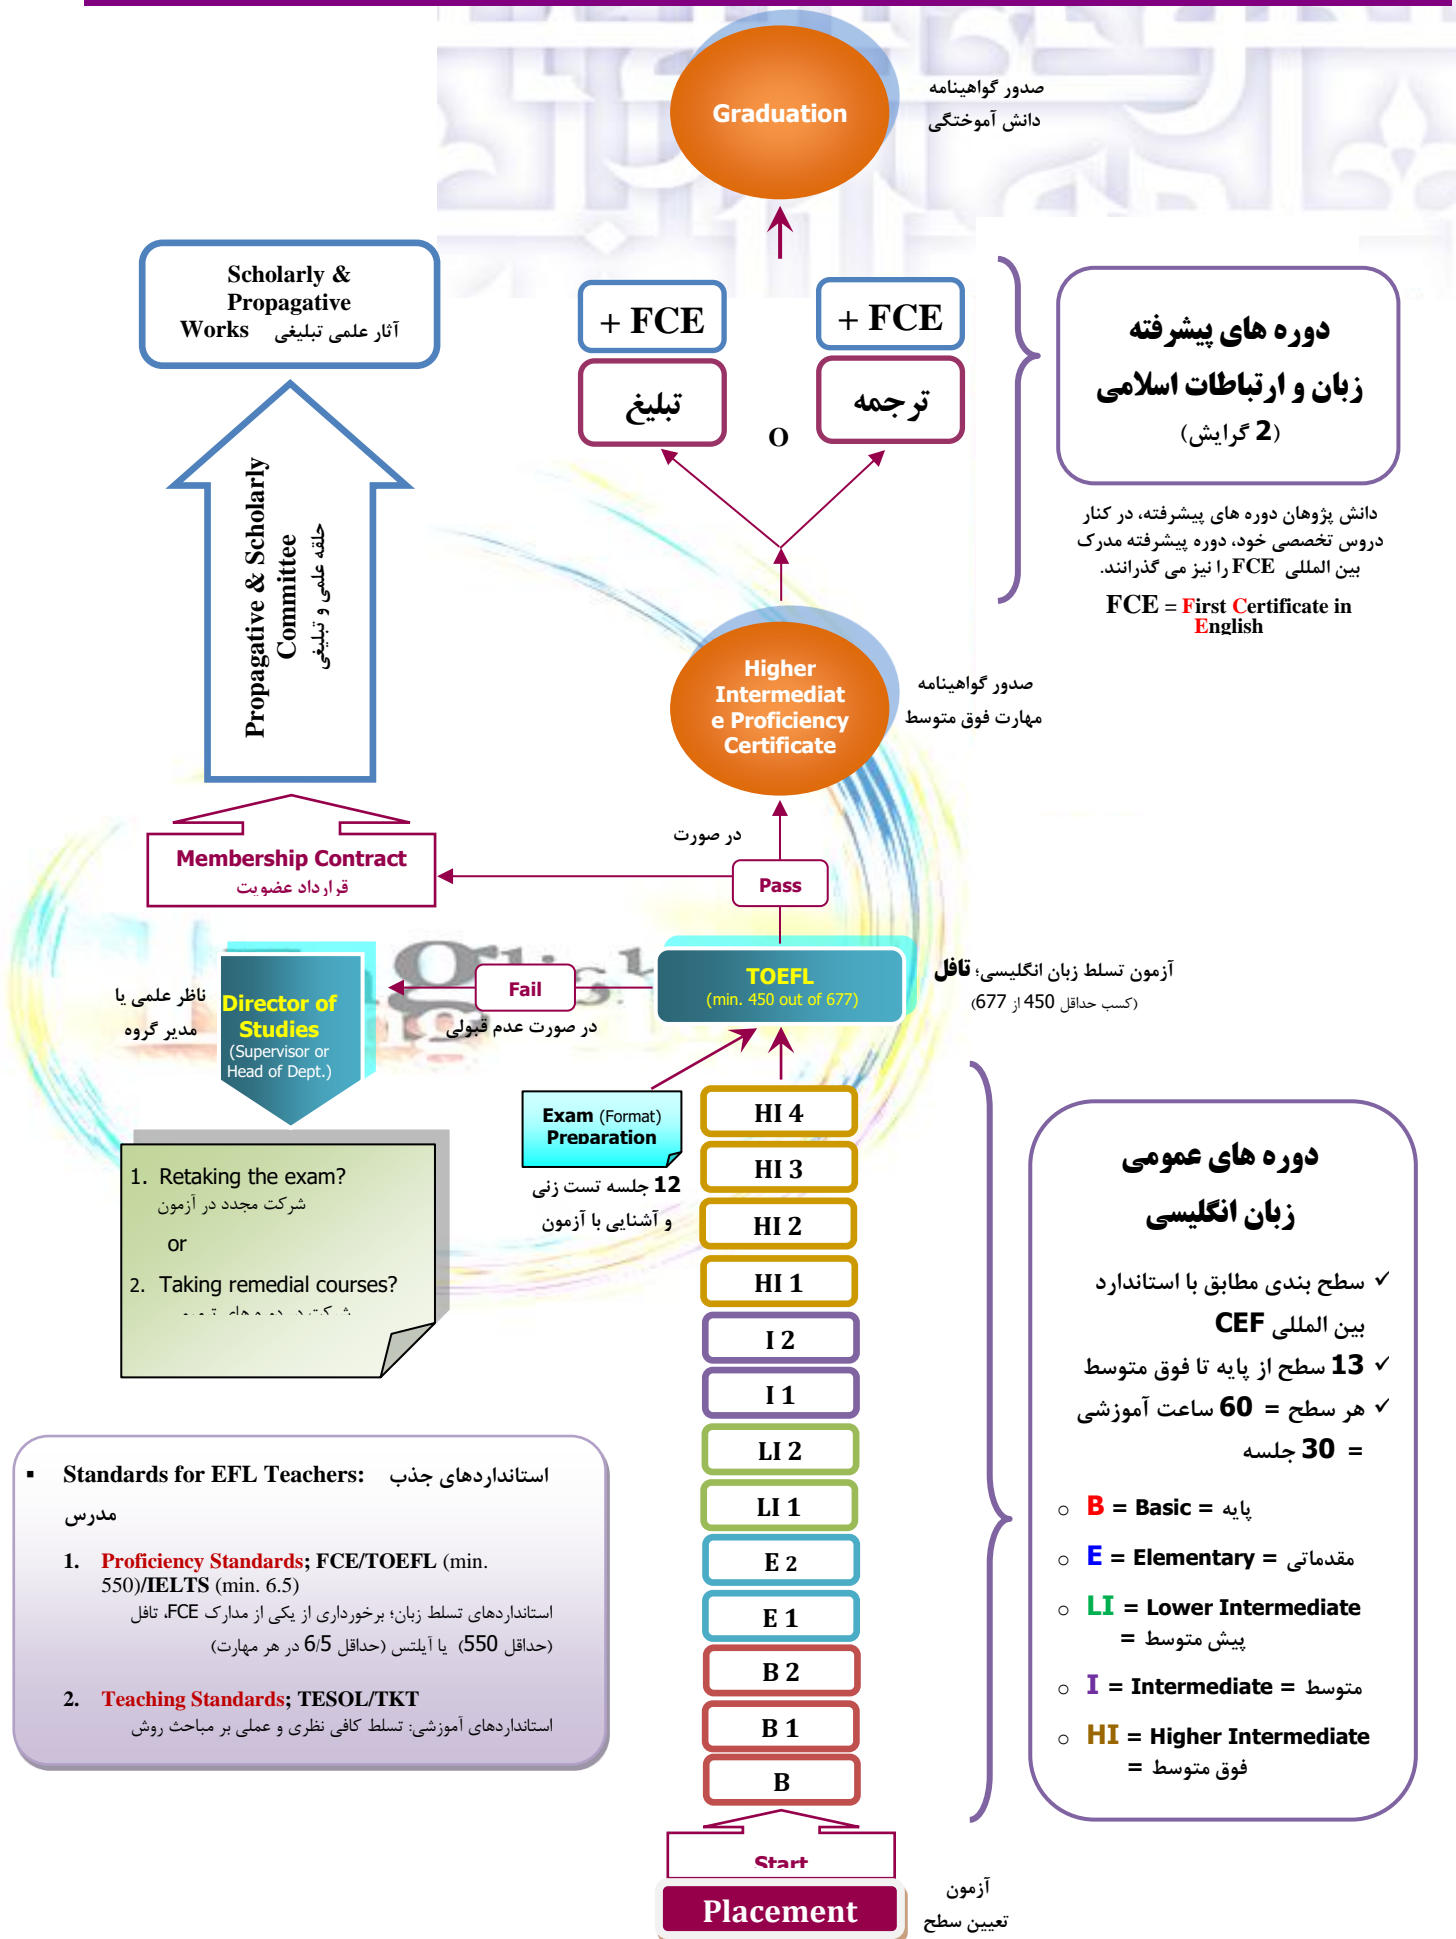 Graduation
صدور گواهینامه
دانش آموختگی
Scholarly &
Propagative
Works آثار علمی تبلیغی
+ FCE
+ FCE
تبلیغ
O
ترجمه
دوره های پیشرفته
زبان و ارتباطات اسلامی
(2 گرایش)
دانش پژوهان دوره های پیشرفته، در کنار
دروس تخصصی خود، دوره پیشرفته مدرک
بین المللی FCE را نیز می گذرانند.
FCE = First Certificate in
English
Propagative & Scholarly
Committee
حلقه علمی و تبلیغی
Higher
Intermediat
e Proficiency
Certificate
صدور گواهینامه
مهارت فوق متوسط
در صورت
Membership Contract
قرارداد عضویت
Pass
TOEFL
(min. 450 out of 677)
آزمون تسلط زبان انگلیسی؛ تافل
(کسب حداقل 450 از 677)
Fail
در صورت عدم قبولی
Director of
Studies
(Supervisor or
Head of Dept.)
ناظر علمی یا
مدیر گروه
1. Retaking the exam?
شرکت مجدد در آزمون
or
2. Taking remedial courses?
شرکت در دوره های
Exam (Format)
Preparation
12 جلسه تست زنی
و آشنایی با آزمون
HI 4
HI 3
HI 2
HI 1
I 2
I 1
LI 2
LI 1
E 2
E 1
B 2
B 1
B
Start
Placement
آزمون
تعیین سطح
دوره های عمومی
زبان انگلیسی
✓ سطح بندی مطابق با استاندارد
بین المللی CEF
✓ 13 سطح از پایه تا فوق متوسط
✓ هر سطح = 60 ساعت آموزشی
= 30 جلسه
o B = Basic = پایه
o E = Elementary = مقدماتی
o LI = Lower Intermediate
= پیش متوسط
o I = Intermediate = متوسط
o HI = Higher Intermediate
= فوق متوسط
▪ Standards for EFL Teachers: استانداردهای جذب
مدرس
1. Proficiency Standards; FCE/TOEFL (min.
550)/IELTS (min. 6.5)
استانداردهای تسلط زبان؛ برخورداری از یکی از مدارک FCE، تافل
(حداقل 550) یا آیلتس (حداقل 6/5 در هر مهارت)
2. Teaching Standards; TESOL/TKT
استانداردهای آموزشی: تسلط کافی نظری و عملی بر مباحث روش